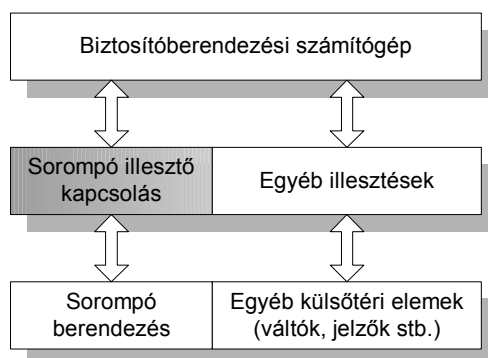 Biztosítóberendezési számítógép
Sorompó illesztő
kapcsolás
Egyéb illesztések
Sorompó
berendezés
Egyéb külsőtéri elemek
(váltók, jelzők stb.)